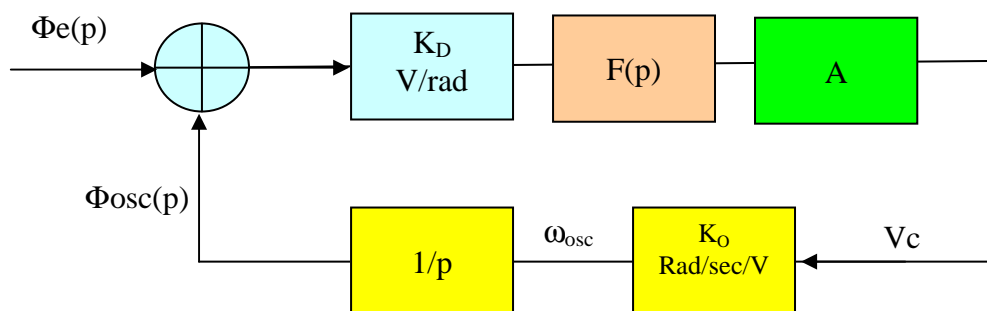 Φe(p)
K_D
V/rad
F(p)
A
Φosc(p)
1/p
ω_osc
K_O
Rad/sec/V
Vc